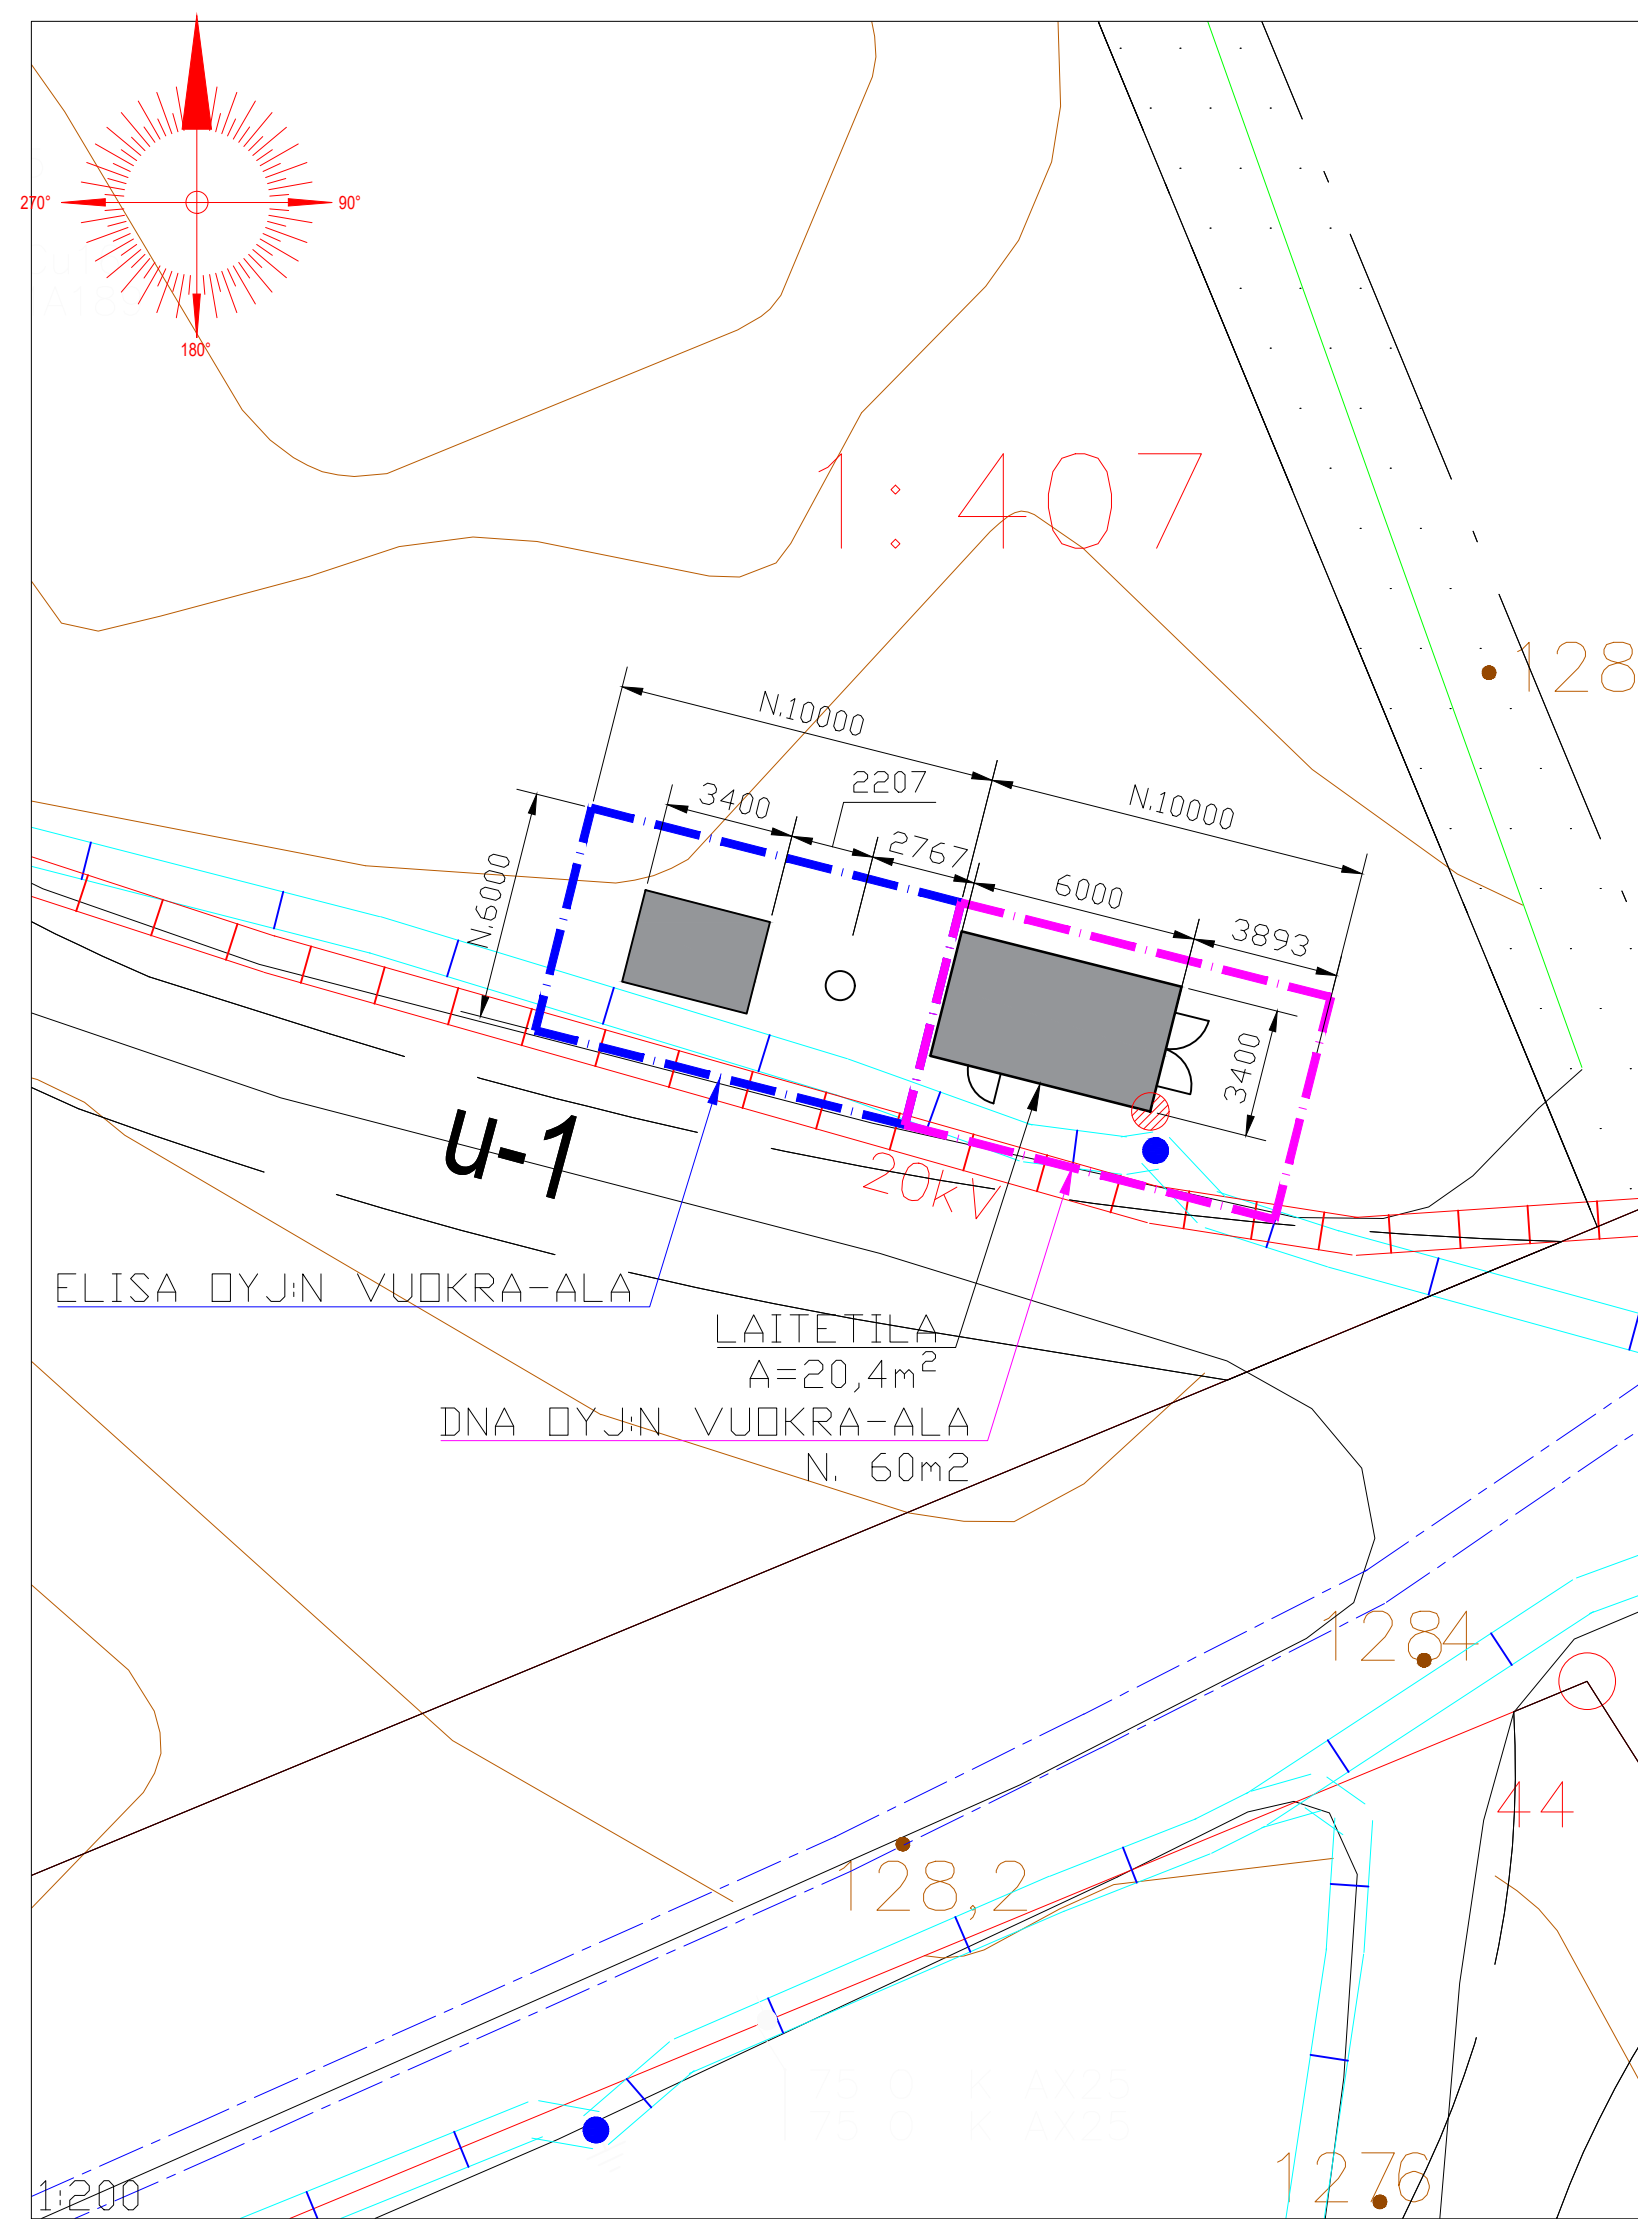 270°
90°
180°
1:407
128
N.10000
2207
3400
N.10000
2767
6000
N.6000
3893
3400
u-1
20kV
ELISA OYJ:N VUOKRA-ALA
LAITETILA
A=20,4m²
DNA OYJ:N VUOKRA-ALA
N. 60m2
1284
44
128,2
1276
1:200